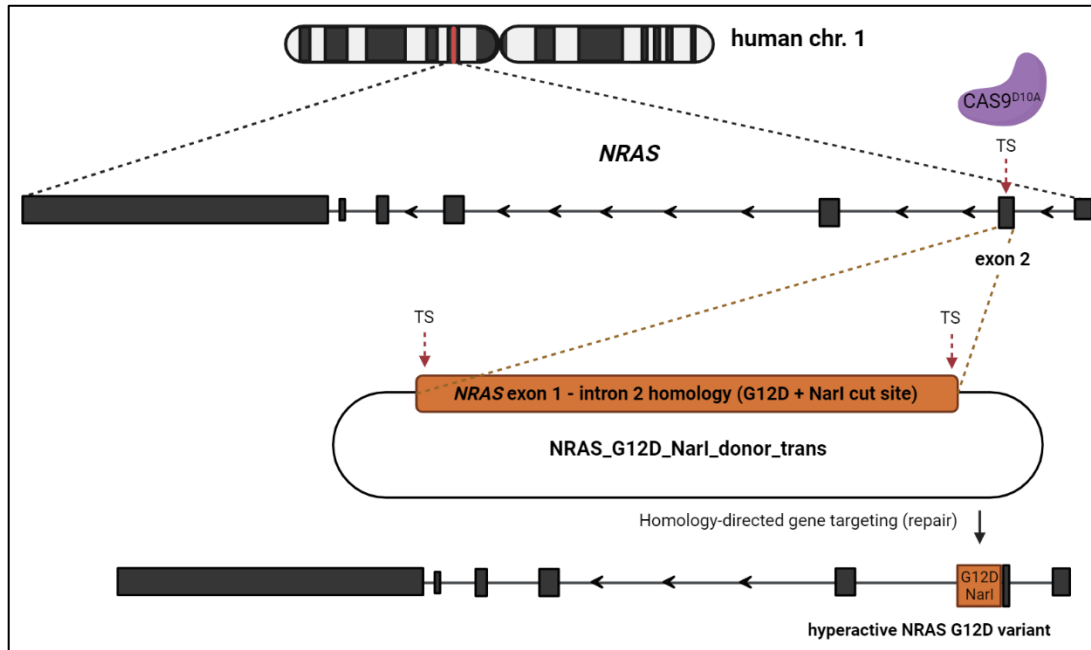 human chr. 1
CAS9ᴰ¹⁰ᴬ
TS
NRAS
exon 2
TS
TS
NRAS exon 1 - intron 2 homology (G12D + NarI cut site)
NRAS_G12D_NarI_donor_trans
Homology-directed gene targeting (repair)
G12D
NarI
hyperactive NRAS G12D variant